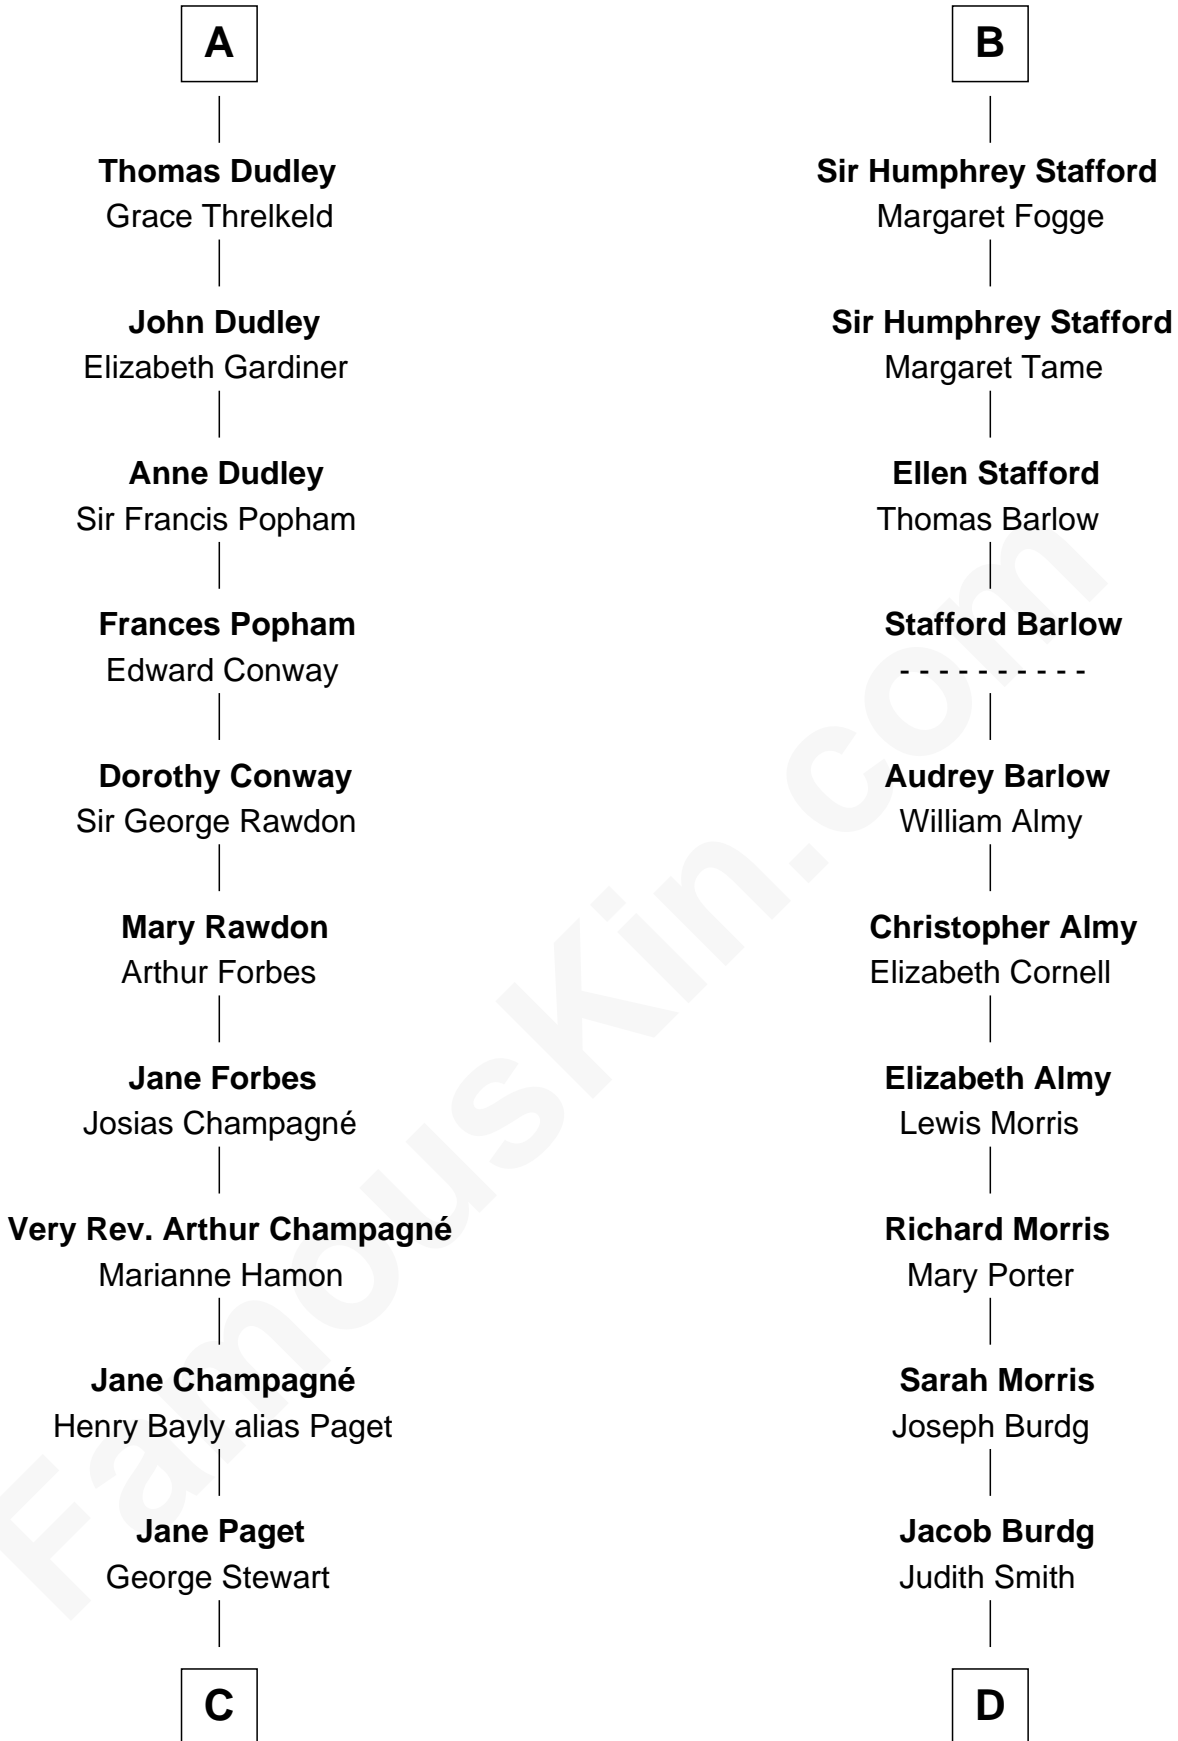 A
Thomas Dudley
Grace Threlkeld
John Dudley
Elizabeth Gardiner
Anne Dudley
Sir Francis Popham
Frances Popham
Edward Conway
Dorothy Conway
Sir George Rawdon
Mary Rawdon
Arthur Forbes
Jane Forbes
Josias Champagné
Very Rev. Arthur Champagné
Marianne Hamon
Jane Champagné
Henry Bayly alias Paget
Jane Paget
George Stewart
C
B
Sir Humphrey Stafford
Margaret Fogge
Sir Humphrey Stafford
Margaret Tame
Ellen Stafford
Thomas Barlow
Stafford Barlow
- - - - - - - - - -
Audrey Barlow
William Almy
Christopher Almy
Elizabeth Cornell
Elizabeth Almy
Lewis Morris
Richard Morris
Mary Porter
Sarah Morris
Joseph Burdg
Jacob Burdg
Judith Smith
D
FamousKin.com